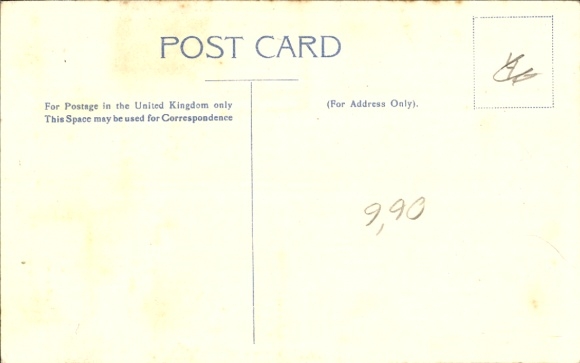 POST CARD
For Postage in the United Kingdom only
This Space may be used for Correspondence
(For Address Only).
9,90